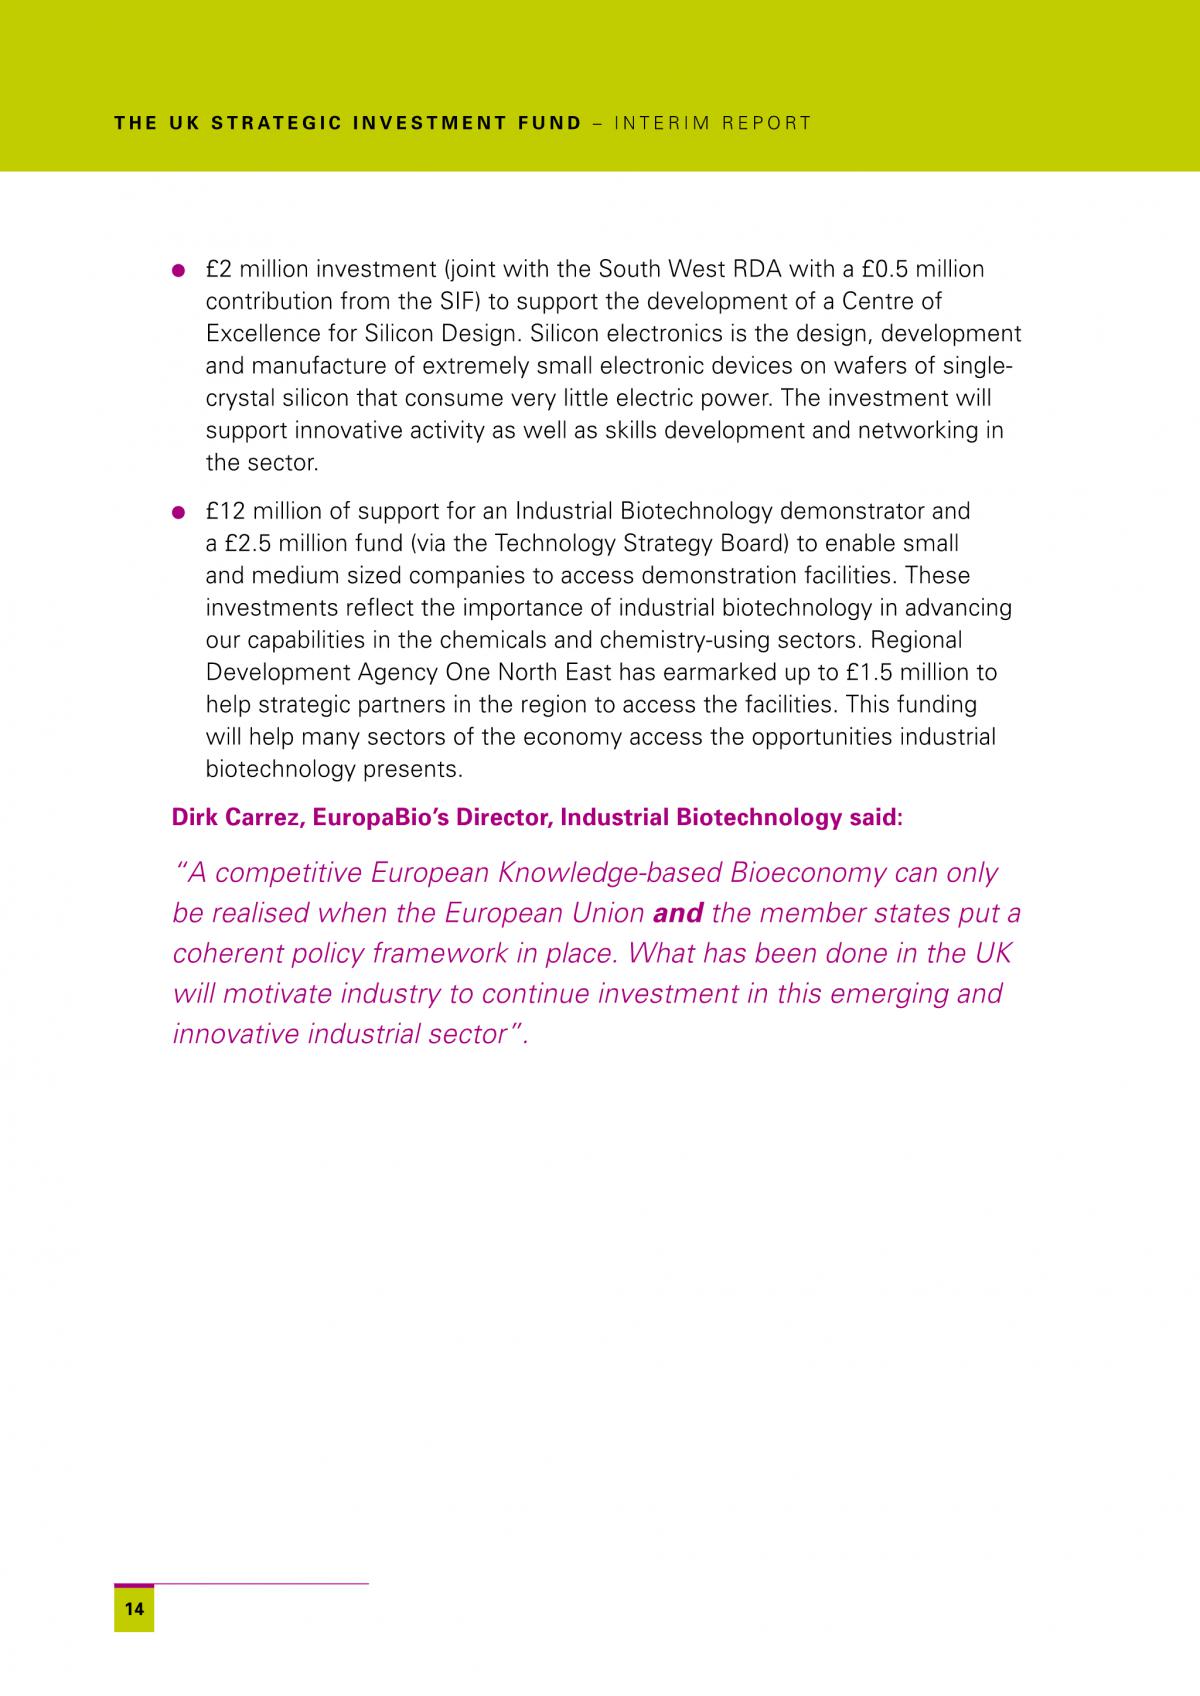 THE UK STRATEGIC INVESTMENT FUND – INTERIM REPORT
● £2 million investment (joint with the South West RDA with a £0.5 million
contribution from the SIF) to support the development of a Centre of
Excellence for Silicon Design. Silicon electronics is the design, development
and manufacture of extremely small electronic devices on wafers of single-
crystal silicon that consume very little electric power. The investment will
support innovative activity as well as skills development and networking in
the sector.
● £12 million of support for an Industrial Biotechnology demonstrator and
a £2.5 million fund (via the Technology Strategy Board) to enable small
and medium sized companies to access demonstration facilities. These
investments reflect the importance of industrial biotechnology in advancing
our capabilities in the chemicals and chemistry-using sectors. Regional
Development Agency One North East has earmarked up to £1.5 million to
help strategic partners in the region to access the facilities. This funding
will help many sectors of the economy access the opportunities industrial
biotechnology presents.
Dirk Carrez, EuropaBio’s Director, Industrial Biotechnology said:
“A competitive European Knowledge-based Bioeconomy can only
be realised when the European Union and the member states put a
coherent policy framework in place. What has been done in the UK
will motivate industry to continue investment in this emerging and
innovative industrial sector”.
14